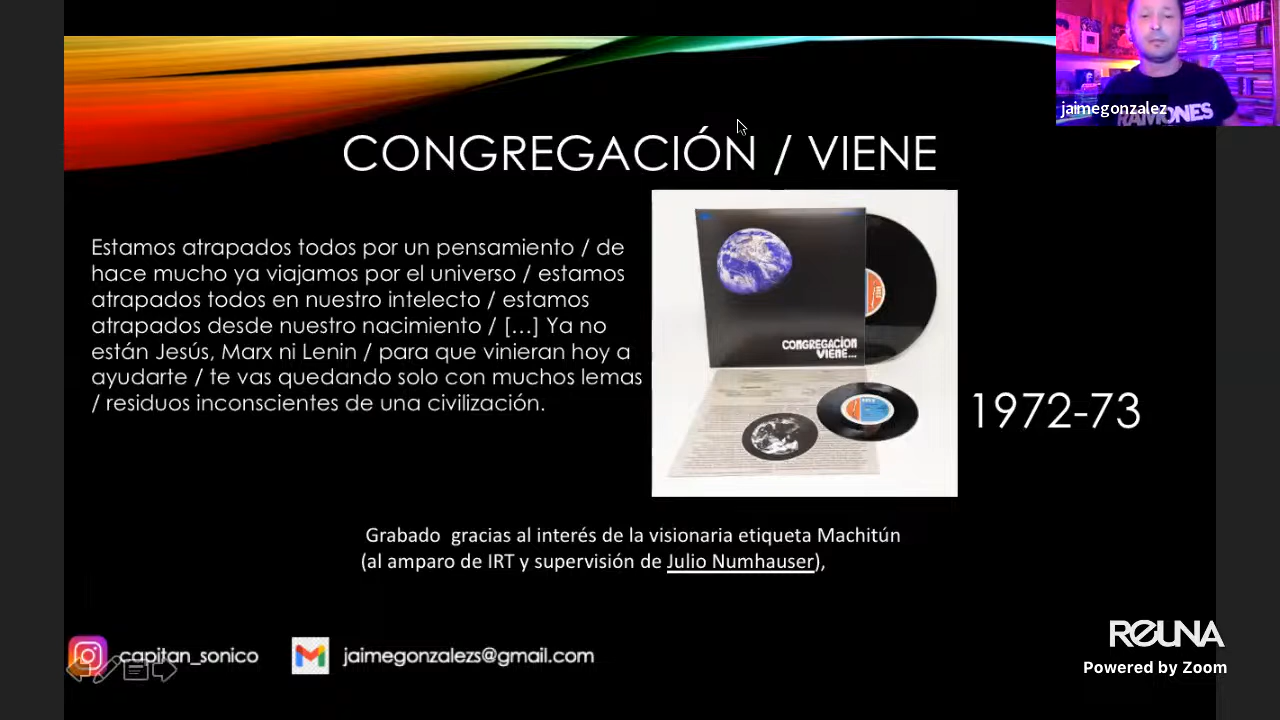 jaimegonzalez
RAMONES
CONGREGACIÓN / VIENE
Estamos atrapados todos por un pensamiento / de
hace mucho ya viajamos por el universo / estamos
atrapados todos en nuestro intelecto / estamos
atrapados desde nuestro nacimiento / […] Ya no
están Jesús, Marx ni Lenin / para que vinieran hoy a
ayudarte / te vas quedando solo con muchos lemas
/ residuos inconscientes de una civilización.
CONGREGACION
VIENE...
1972-73
Grabado gracias al interés de la visionaria etiqueta Machitún
(al amparo de IRT y supervisión de Julio Numhauser),
capitan_sonico
jaimegonzalezs@gmail.com
REUNA
Powered by Zoom